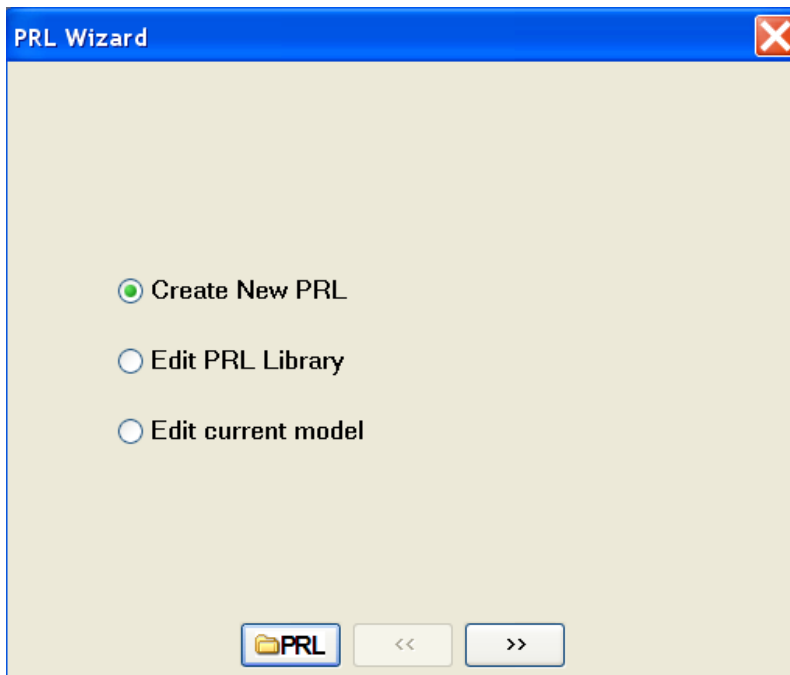 PRL Wizard
Create New PRL
Edit PRL Library
Edit current model
PRL << >>